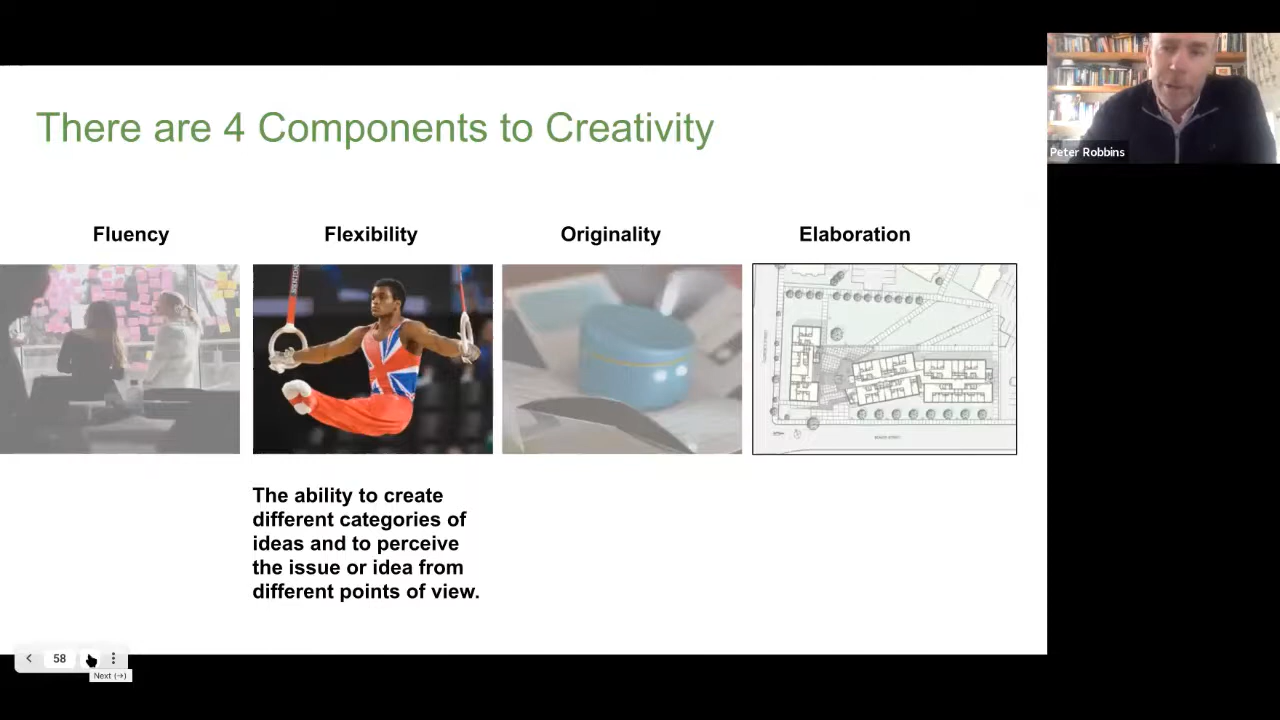 There are 4 Components to Creativity
Peter Robbins
Fluency
Flexibility
Originality
Elaboration
The ability to create
different categories of
ideas and to perceive
the issue or idea from
different points of view.
58
Next (→)